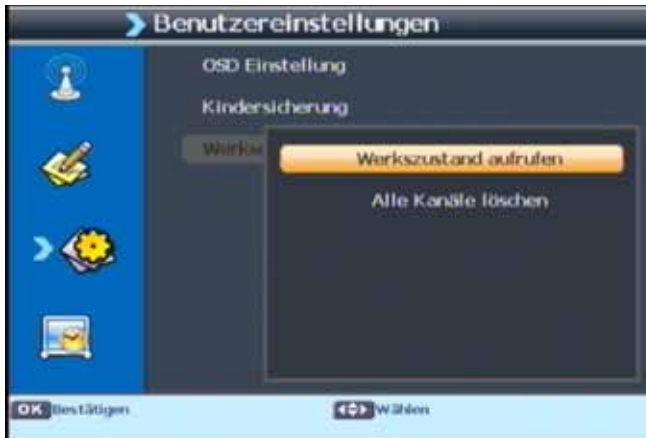 Benutzereinstellungen
OSD Einstellung
Kindersicherung
Werkszustand aufrufen
Alle Kanäle löschen
OK Bestätigen
Wählen